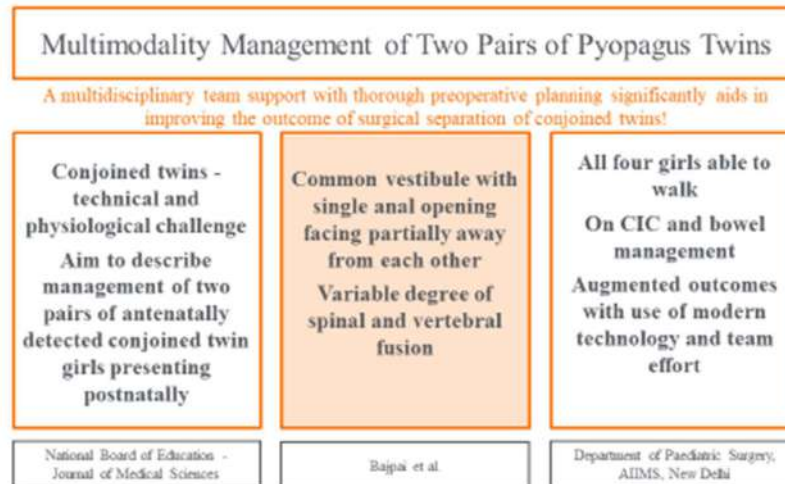 Multimodality Management of Two Pairs of Pyopagus Twins
A multidisciplinary team support with thorough preoperative planning significantly aids in
improving the outcome of surgical separation of conjoined twins!
Conjoined twins -
technical and
physiological challenge
Aim to describe
management of two
pairs of antenatally
detected conjoined twin
girls presenting
postnatally
Common vestibule with
single anal opening
facing partially away
from each other
Variable degree of
spinal and vertebral
fusion
All four girls able to
walk
On CIC and bowel
management
Augmented outcomes
with use of modern
technology and team
effort
National Board of Education -
Journal of Medical Sciences
Bajpai et al.
Department of Paediatric Surgery,
AIIMS, New Delhi